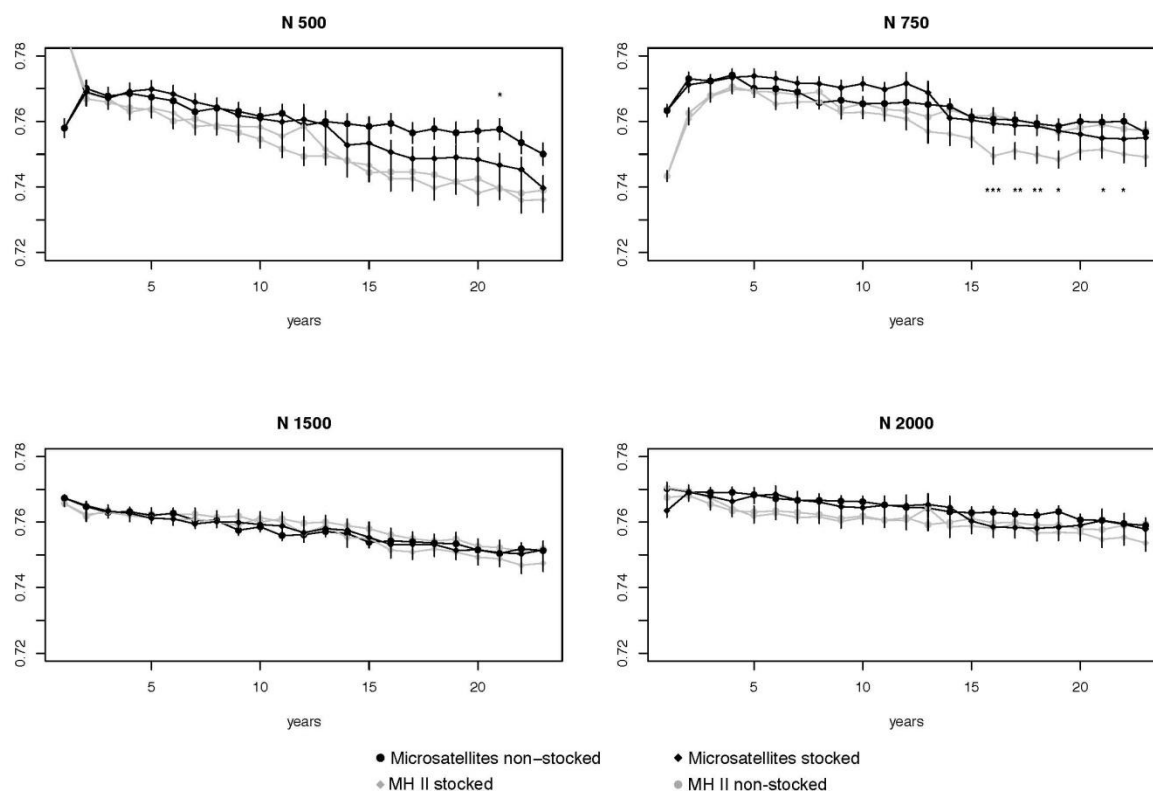 N 500
0.78
0.76
0.74
0.72
*
5 10 15 20
years
N 750
0.78
0.76
0.74
0.72
*** ** ** * * *
5 10 15 20
years
N 1500
0.78
0.76
0.74
0.72
5 10 15 20
years
N 2000
0.78
0.76
0.74
0.72
5 10 15 20
years
Microsatellites non−stocked
Microsatellites stocked
MH II stocked
MH II non-stocked